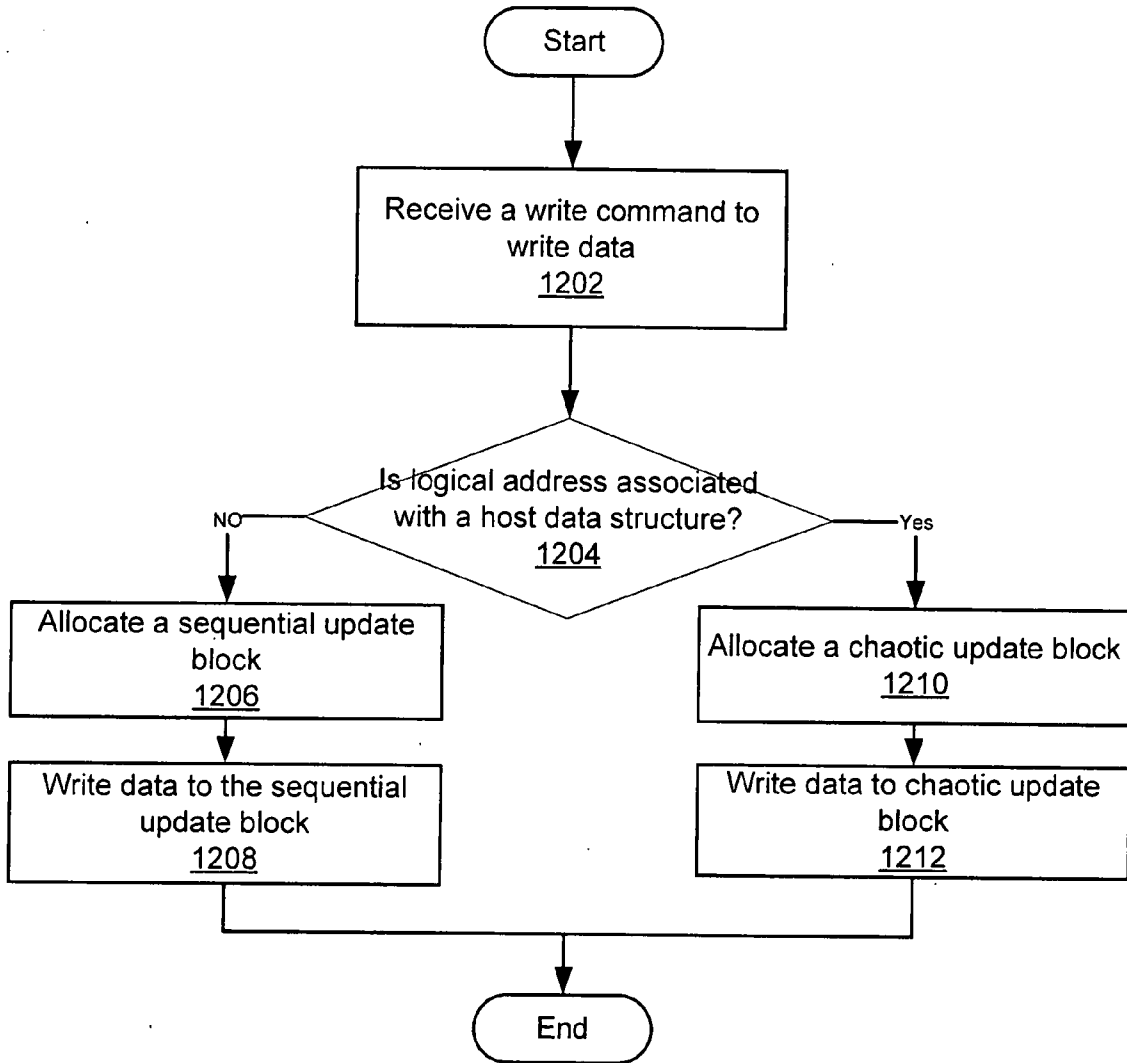 Start
Receive a write command to
write data
1202
Is logical address associated
with a host data structure?
1204
NO
Yes
Allocate a sequential update
block
1206
Allocate a chaotic update block
1210
Write data to the sequential
update block
1208
Write data to chaotic update
block
1212
End